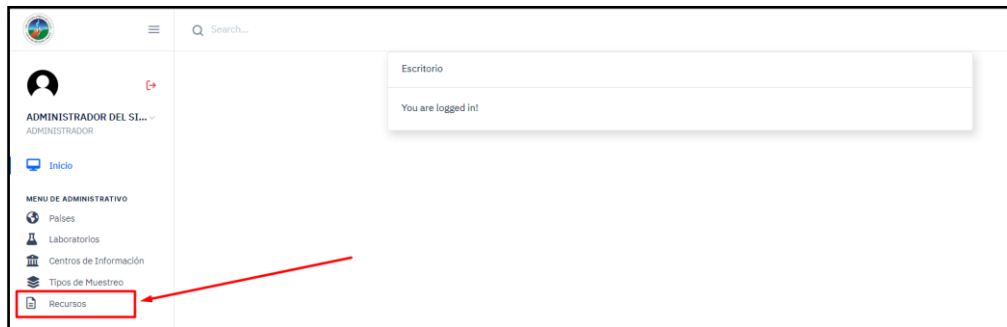 Search...
Escritorio
You are logged in!
ADMINISTRADOR DEL SI...
ADMINISTRADOR
Inicio
MENU DE ADMINISTRATIVO
Paises
Laboratorios
Centros de Información
Tipos de Muestreo
Recursos